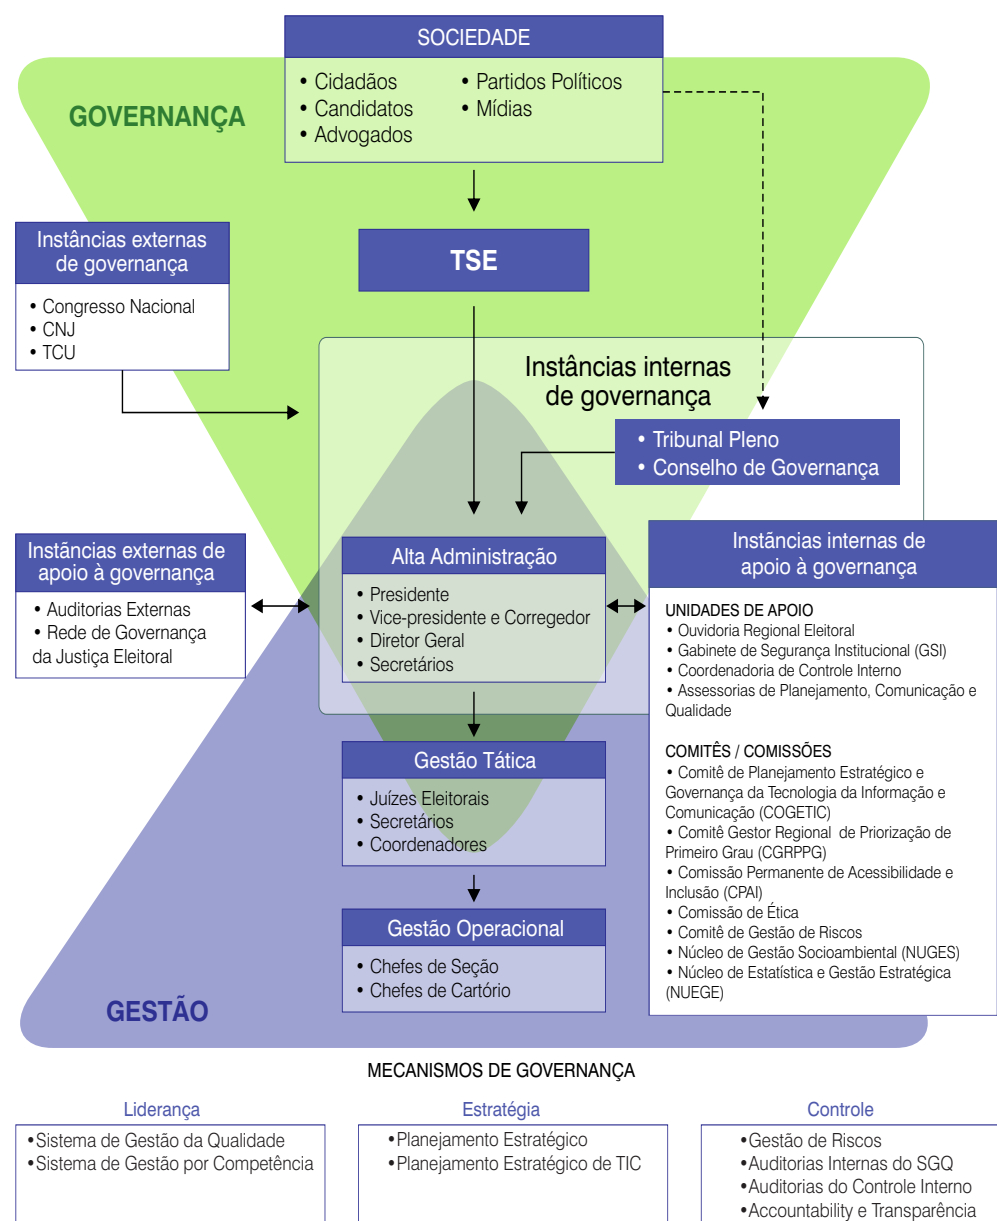 SOCIEDADE
• Cidadãos
• Candidatos
• Advogados
• Partidos Políticos
• Mídias
GOVERNANÇA
TSE
Instâncias externas
de governança
• Congresso Nacional
• CNJ
• TCU
Instâncias internas
de governança
• Tribunal Pleno
• Conselho de Governança
Instâncias externas de
apoio à governança
• Auditorias Externas
• Rede de Governança
da Justiça Eleitoral
Alta Administração
• Presidente
• Vice-presidente e Corregedor
• Diretor Geral
• Secretários
Instâncias internas de
apoio à governança
UNIDADES DE APOIO
• Ouvidoria Regional Eleitoral
• Gabinete de Segurança Institucional (GSI)
• Coordenadoria de Controle Interno
• Assessorias de Planejamento, Comunicação e
Qualidade
COMITÊS / COMISSÕES
• Comitê de Planejamento Estratégico e
Governança da Tecnologia da Informação e
Comunicação (COGETIC)
• Comitê Gestor Regional de Priorização de
Primeiro Grau (CGRPPG)
• Comissão Permanente de Acessibilidade e
Inclusão (CPAI)
• Comissão de Ética
• Comitê de Gestão de Riscos
• Núcleo de Gestão Socioambiental (NUGES)
• Núcleo de Estatística e Gestão Estratégica
(NUEGE)
Gestão Tática
• Juízes Eleitorais
• Secretários
• Coordenadores
Gestão Operacional
• Chefes de Seção
• Chefes de Cartório
GESTÃO
MECANISMOS DE GOVERNANÇA
Liderança
•Sistema de Gestão da Qualidade
•Sistema de Gestão por Competência
Estratégia
•Planejamento Estratégico
•Planejamento Estratégico de TIC
Controle
•Gestão de Riscos
•Auditorias Internas do SGQ
•Auditorias do Controle Interno
•Accountability e Transparência